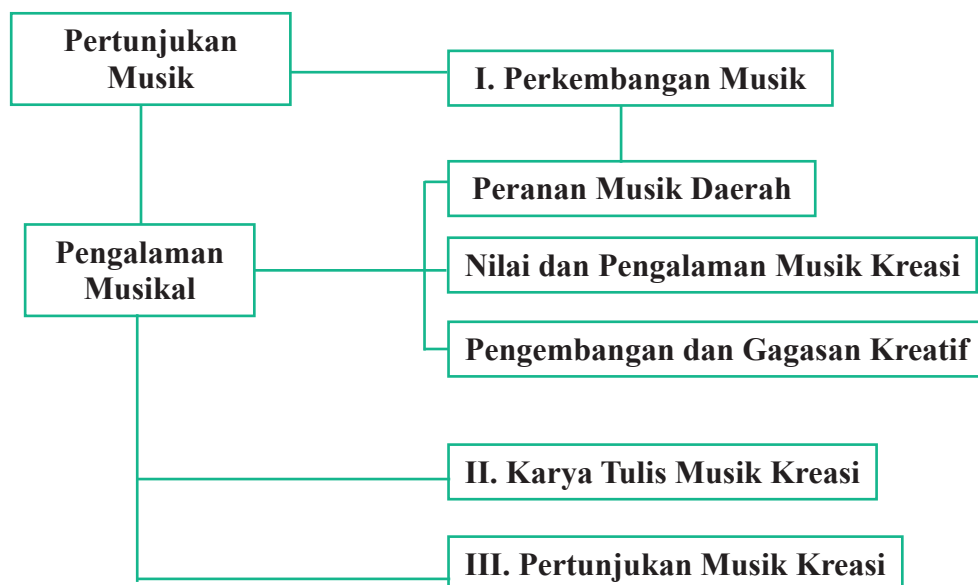 Pertunjukan
Musik
I. Perkembangan Musik
Peranan Musik Daerah
Pengalaman
Musikal
Nilai dan Pengalaman Musik Kreasi
Pengembangan dan Gagasan Kreatif
II. Karya Tulis Musik Kreasi
III. Pertunjukan Musik Kreasi